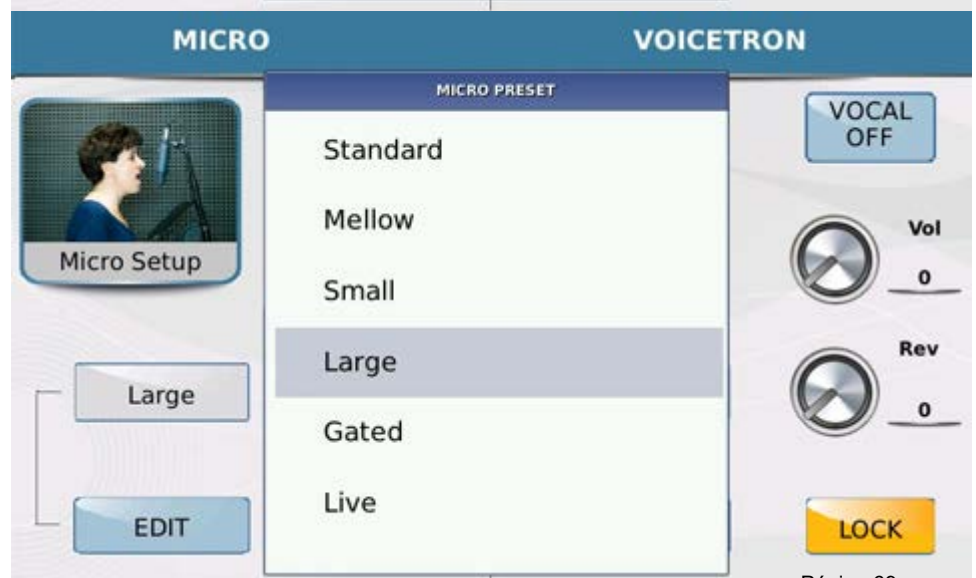 MICRO
VOICETRON
MICRO PRESET
Standard
Mellow
Small
Large
Gated
Live
Micro Setup
Large
EDIT
VOCAL
OFF
Vol
0
Rev
0
LOCK